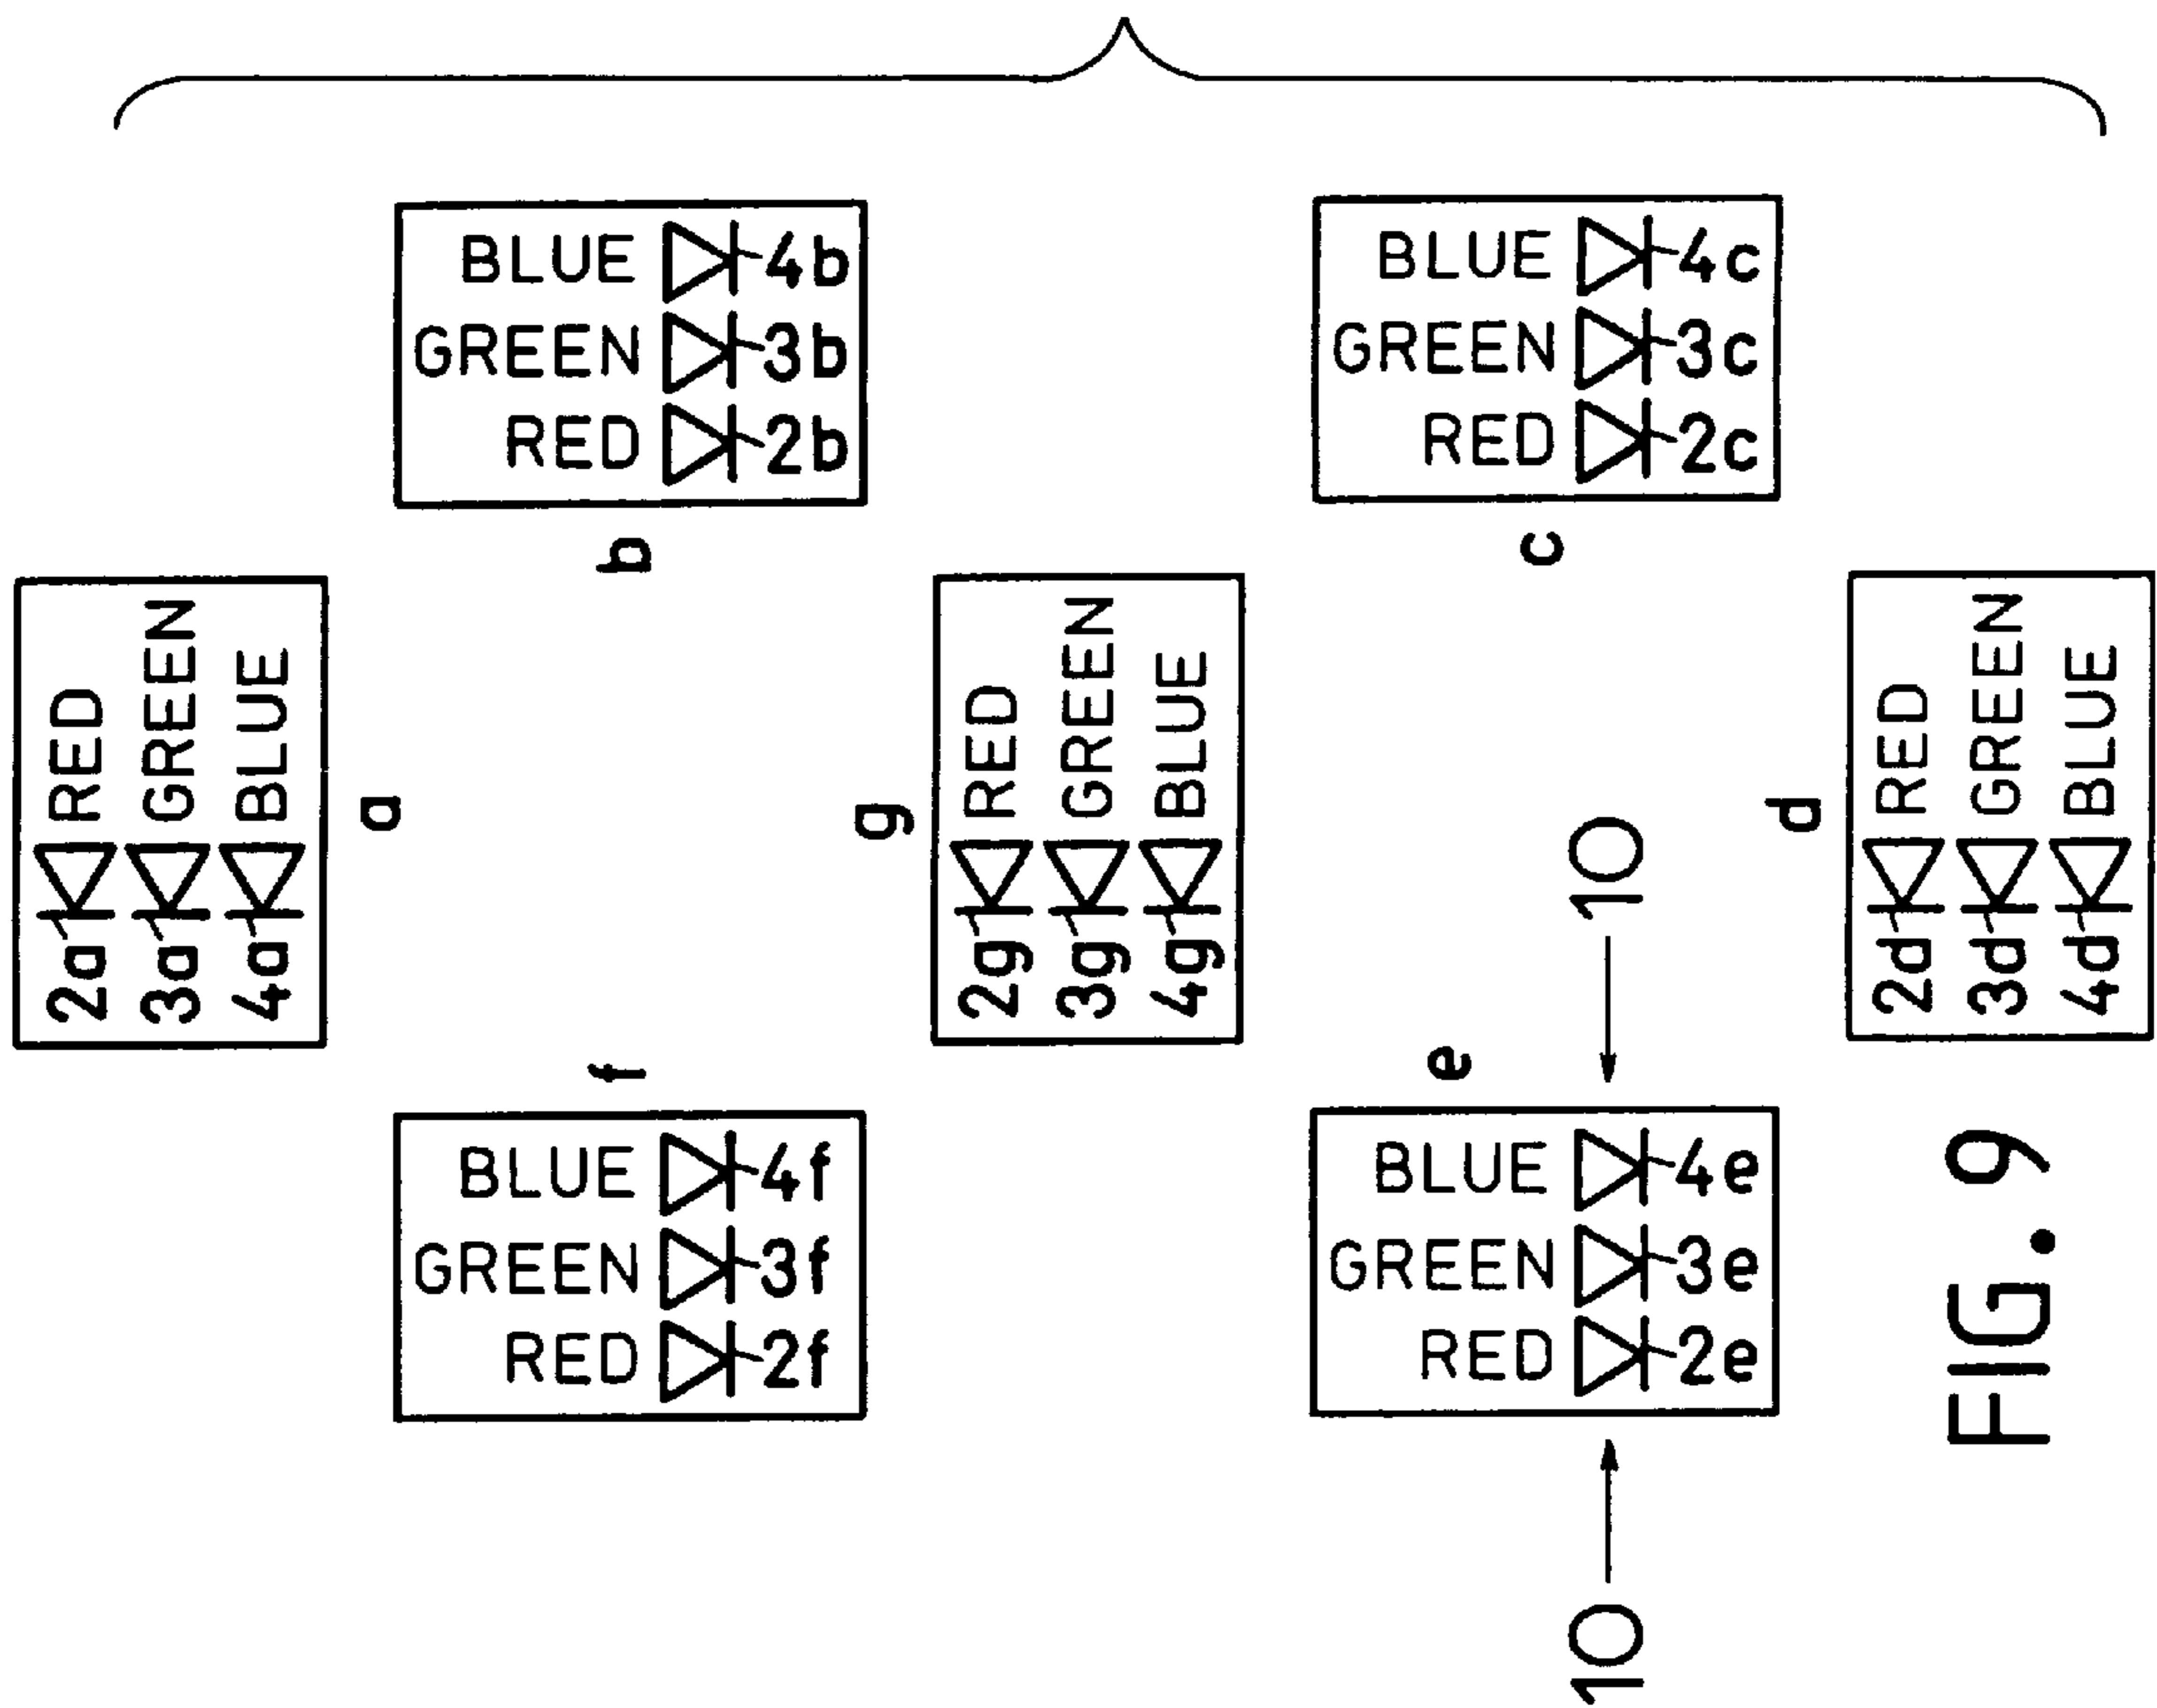 2a RED
3a GREEN
4a BLUE
a
BLUE 4b
GREEN 3b
RED 2b
b
f
BLUE 4f
GREEN 3f
RED 2f
g
2g RED
3g GREEN
4g BLUE
BLUE 4c
GREEN 3c
RED 2c
c
e
BLUE 4e
GREEN 3e
RED 2e
10
10
d
2d RED
3d GREEN
4d BLUE
FIG. 9